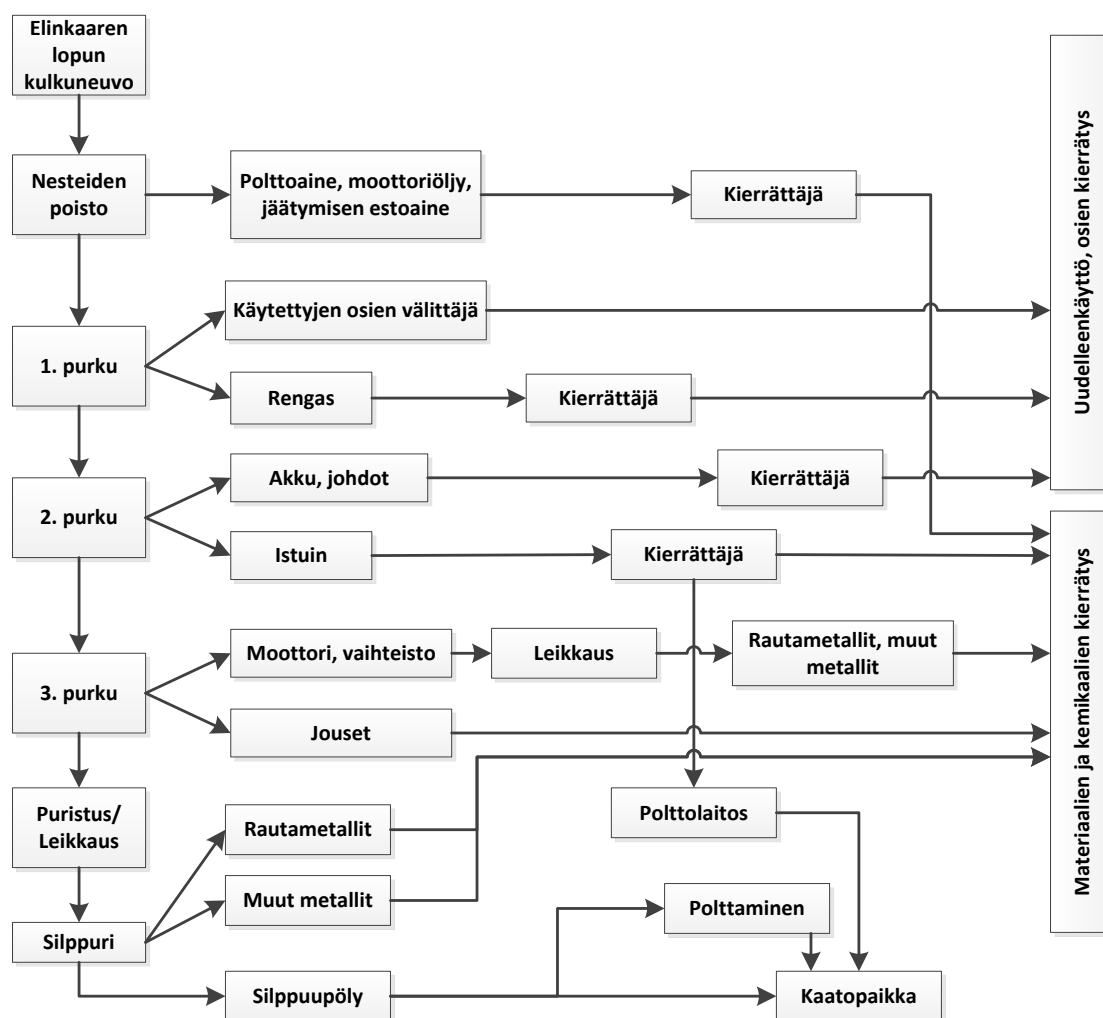 Elinkaaren
lopun
kulkuneuvo
Nesteiden
poisto
Polttoaine, moottoriöljy,
jäätymisen estoaine
Kierrättäjä
Uudelleenkäyttö, osien kierrätys
1. purku
Käytettyjen osien välittäjä
Rengas
Kierrättäjä
2. purku
Akku, johdot
Kierrättäjä
Istuin
Kierrättäjä
Materiaalien ja kemikaalien kierrätys
3. purku
Moottori, vaihteisto
Leikkaus
Rautametallit, muut
metallit
Jouset
Puristus/
Leikkaus
Rautametallit
Polttolaitos
Muut metallit
Polttaminen
Silppuri
Silppuupöly
Kaatopaikka